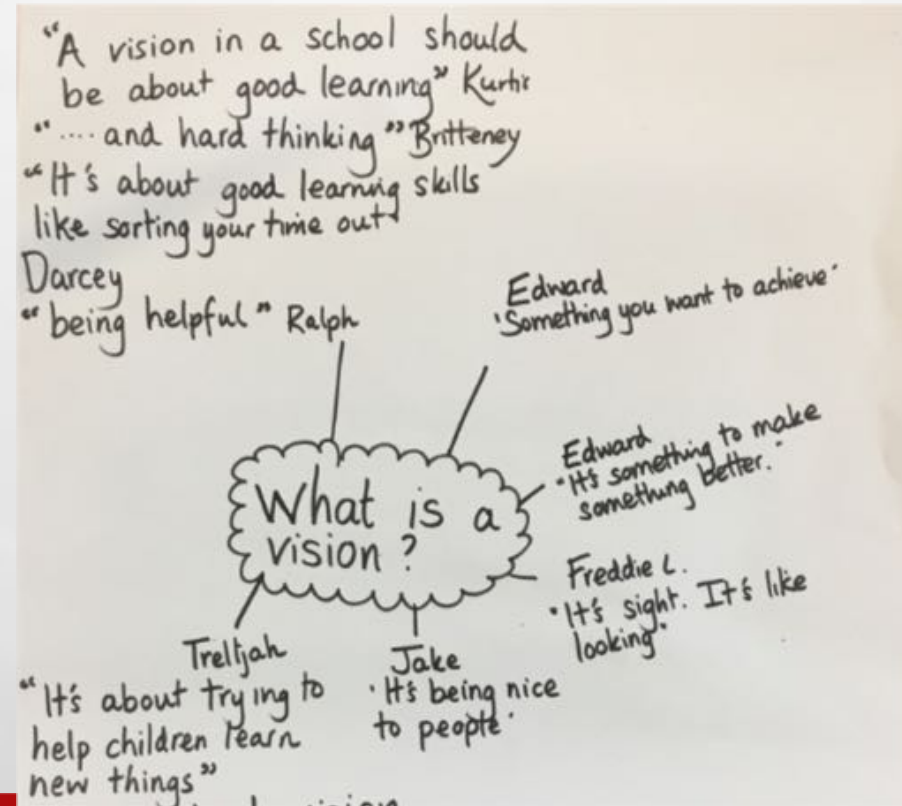 "A vision in a school should
be about good learning" Kurtis
".... and hard thinking" Britteney
"It's about good learning skills
like sorting your time out"
Darcey
"being helpful" Ralph
Edward
'Something you want to achieve'
Edward
"It's something to make
something better."
What is a
vision?
Freddie L.
"It's sight. It's like
looking"
Jake
'It's being nice
to people'
"It's about trying to
help children learn
new things"
vision